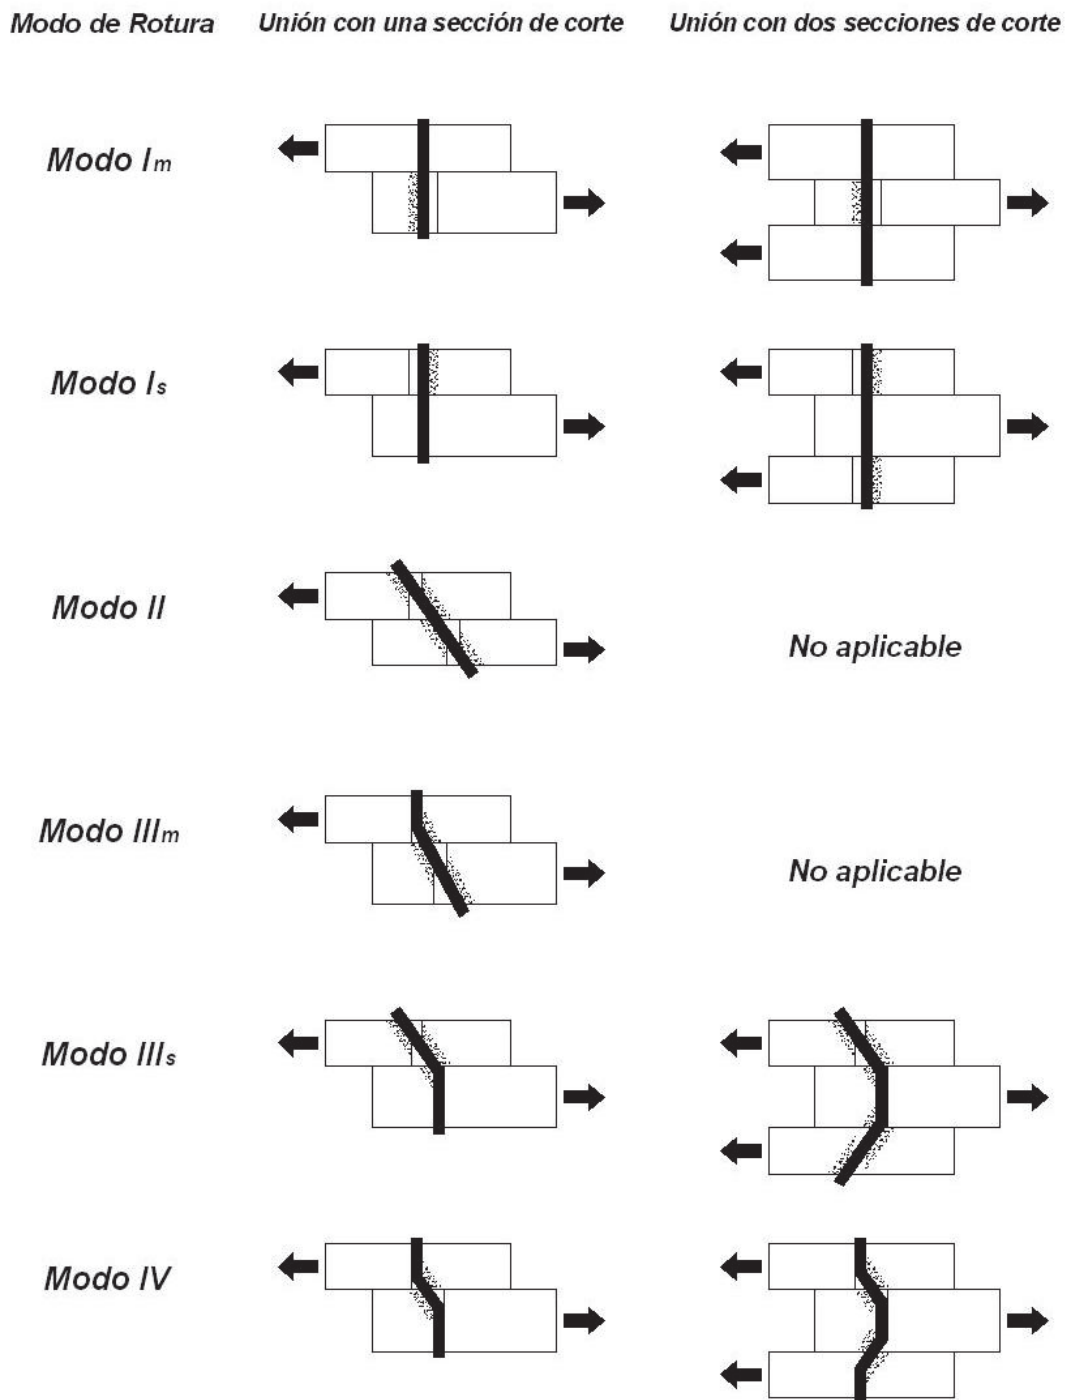 Modo de Rotura Unión con una sección de corte Unión con dos secciones de corte
Modo Im
Modo Is
Modo II
No aplicable
Modo IIIm
No aplicable
Modo IIIs
Modo IV